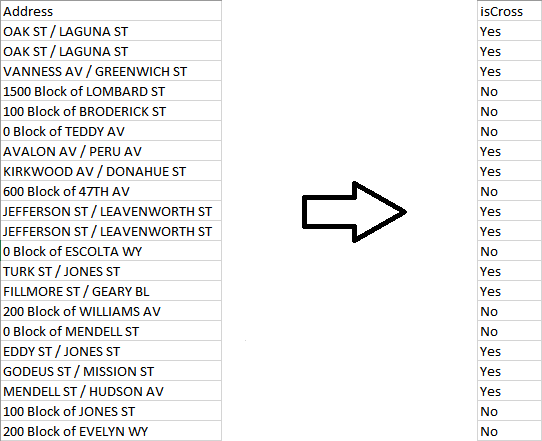 Address isCross
OAK ST / LAGUNA ST Yes
OAK ST / LAGUNA ST Yes
VANNESS AV / GREENWICH ST Yes
1500 Block of LOMBARD ST No
100 Block of BRODERICK ST No
0 Block of TEDDY AV No
AVALON AV / PERU AV Yes
KIRKWOOD AV / DONAHUE ST Yes
600 Block of 47TH AV No
JEFFERSON ST / LEAVENWORTH ST Yes
JEFFERSON ST / LEAVENWORTH ST Yes
0 Block of ESCOLTA WY No
TURK ST / JONES ST Yes
FILLMORE ST / GEARY BL Yes
200 Block of WILLIAMS AV No
0 Block of MENDELL ST No
EDDY ST / JONES ST Yes
GODEUS ST / MISSION ST Yes
MENDELL ST / HUDSON AV Yes
100 Block of JONES ST No
200 Block of EVELYN WY No